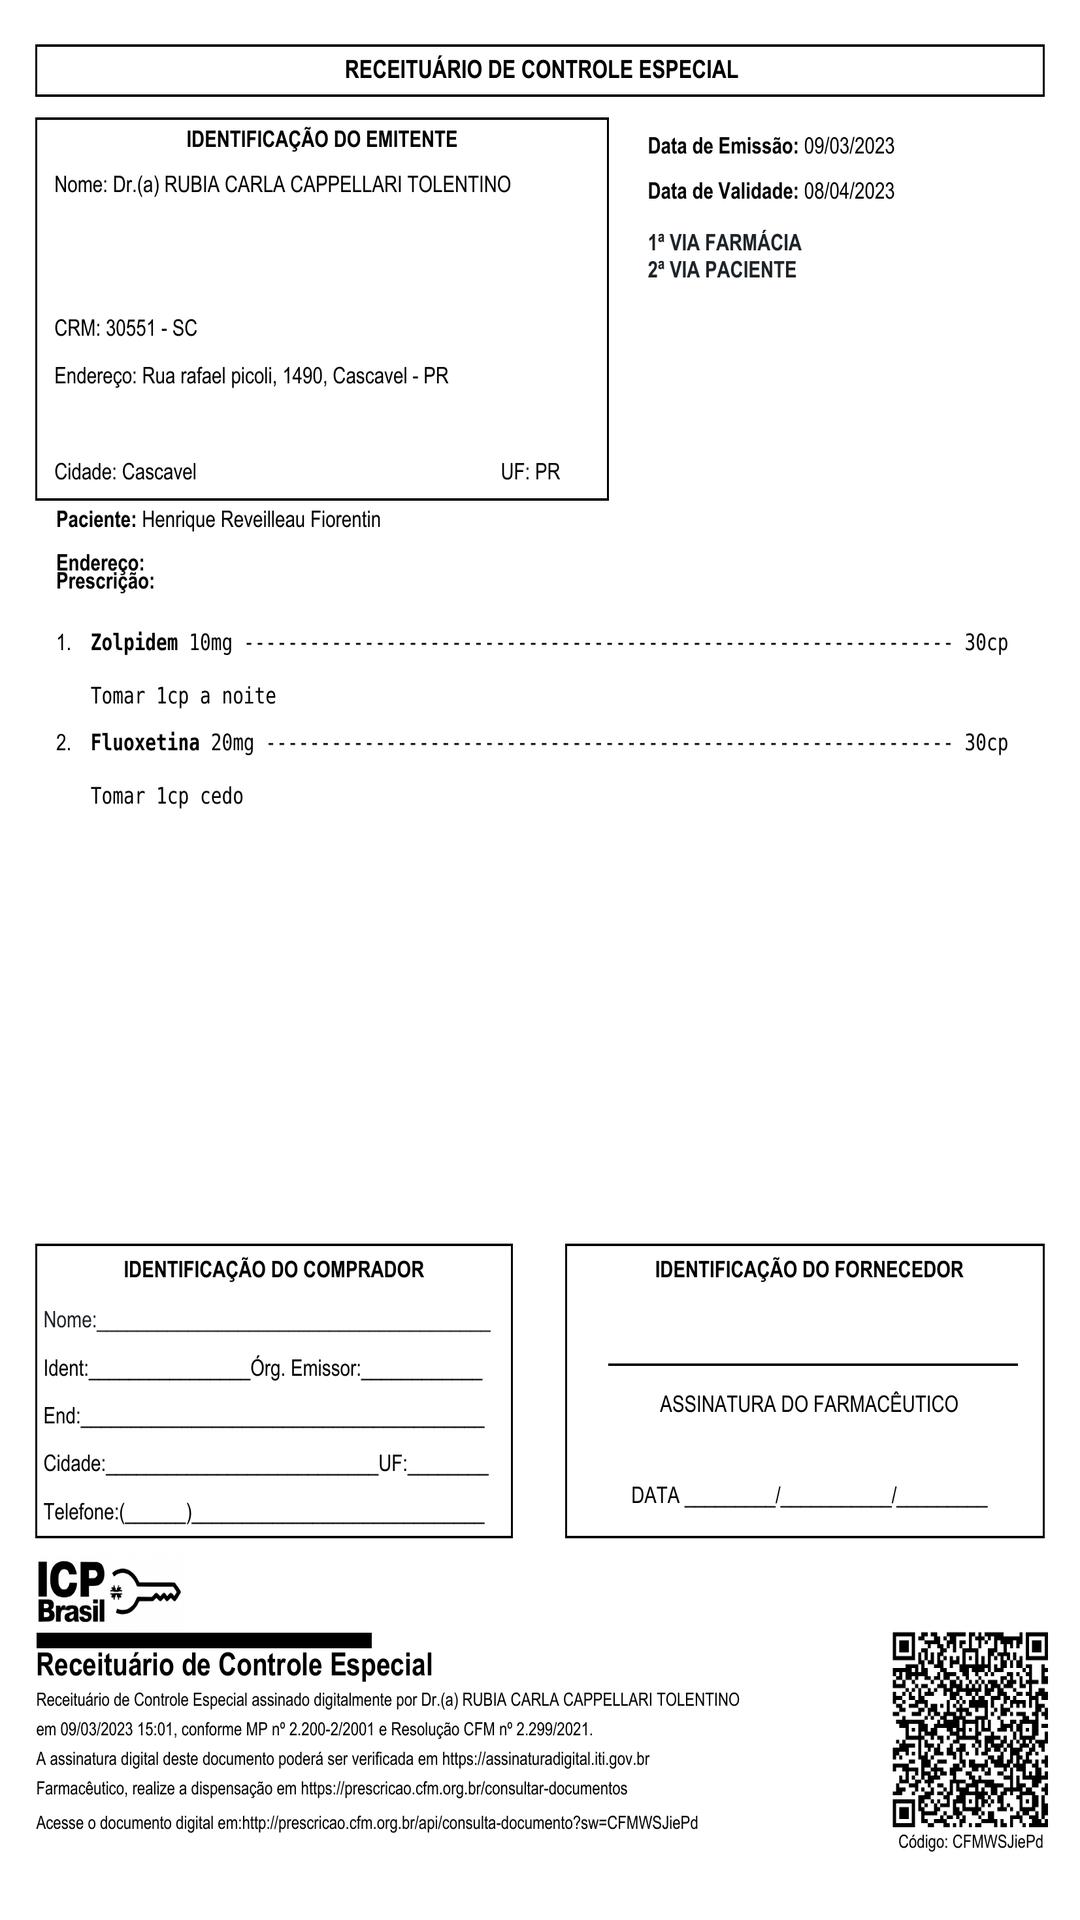 RECEITUÁRIO DE CONTROLE ESPECIAL
IDENTIFICAÇÃO DO EMITENTE
Nome: Dr.(a) RUBIA CARLA CAPPELLARI TOLENTINO
CRM: 30551 - SC
Endereço: Rua rafael picoli, 1490, Cascavel - PR
Cidade: Cascavel UF: PR
Data de Emissão: 09/03/2023
Data de Validade: 08/04/2023
1ª VIA FARMÁCIA
2ª VIA PACIENTE
Paciente: Henrique Reveilleau Fiorentin
Endereço:
Prescrição:
1. Zolpidem 10mg ----------------------------------------------------------------- 30cp
Tomar 1cp a noite
2. Fluoxetina 20mg --------------------------------------------------------------- 30cp
Tomar 1cp cedo
IDENTIFICAÇÃO DO COMPRADOR
Nome:_______________________________________
Ident:________________Órg. Emissor:____________
End:________________________________________
Cidade:___________________________UF:________
Telefone:(______)_____________________________
IDENTIFICAÇÃO DO FORNECEDOR
ASSINATURA DO FARMACÊUTICO
DATA _________/___________/_________
ICP
Brasil
Receituário de Controle Especial
Receituário de Controle Especial assinado digitalmente por Dr.(a) RUBIA CARLA CAPPELLARI TOLENTINO
em 09/03/2023 15:01, conforme MP nº 2.200-2/2001 e Resolução CFM nº 2.299/2021.
A assinatura digital deste documento poderá ser verificada em https://assinaturadigital.iti.gov.br
Farmacêutico, realize a dispensação em https://prescricao.cfm.org.br/consultar-documentos
Acesse o documento digital em:http://prescricao.cfm.org.br/api/consulta-documento?sw=CFMWSJiePd
Código: CFMWSJiePd